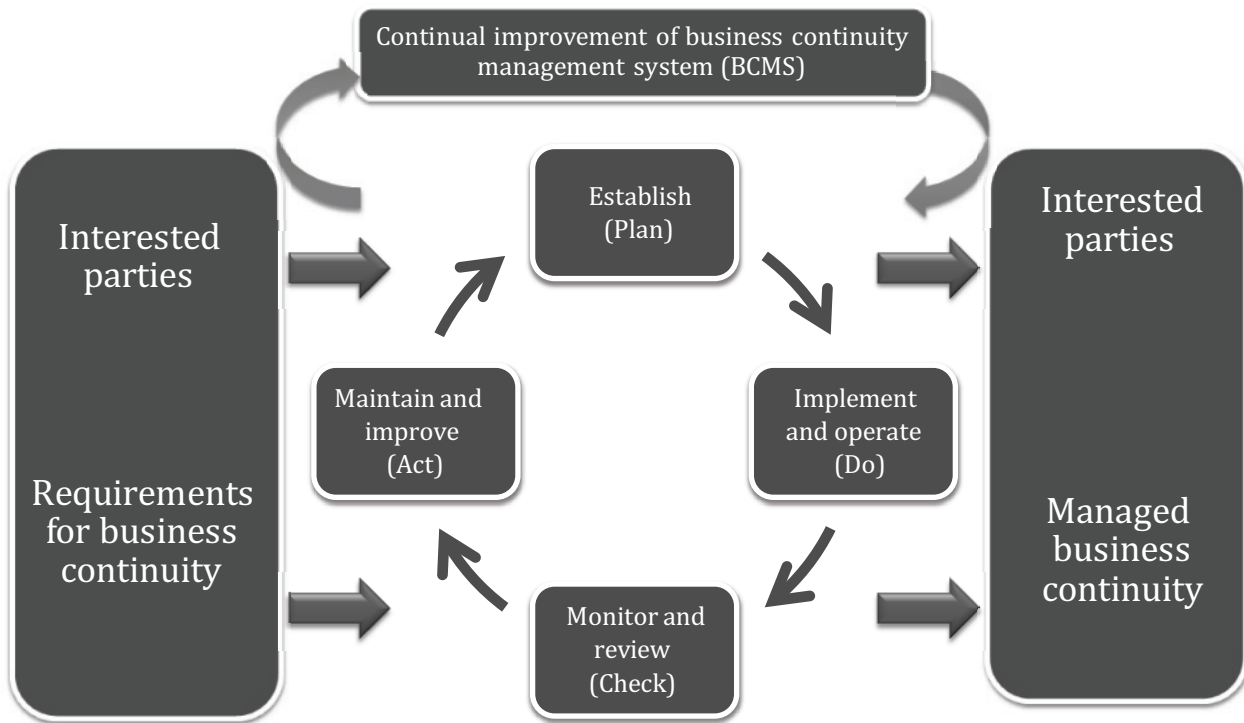 Continual improvement of business continuity
management system (BCMS)
Interested
parties
Requirements
for business
continuity
Establish
(Plan)
Implement
and operate
(Do)
Monitor and
review
(Check)
Maintain and
improve
(Act)
Interested
parties
Managed
business
continuity